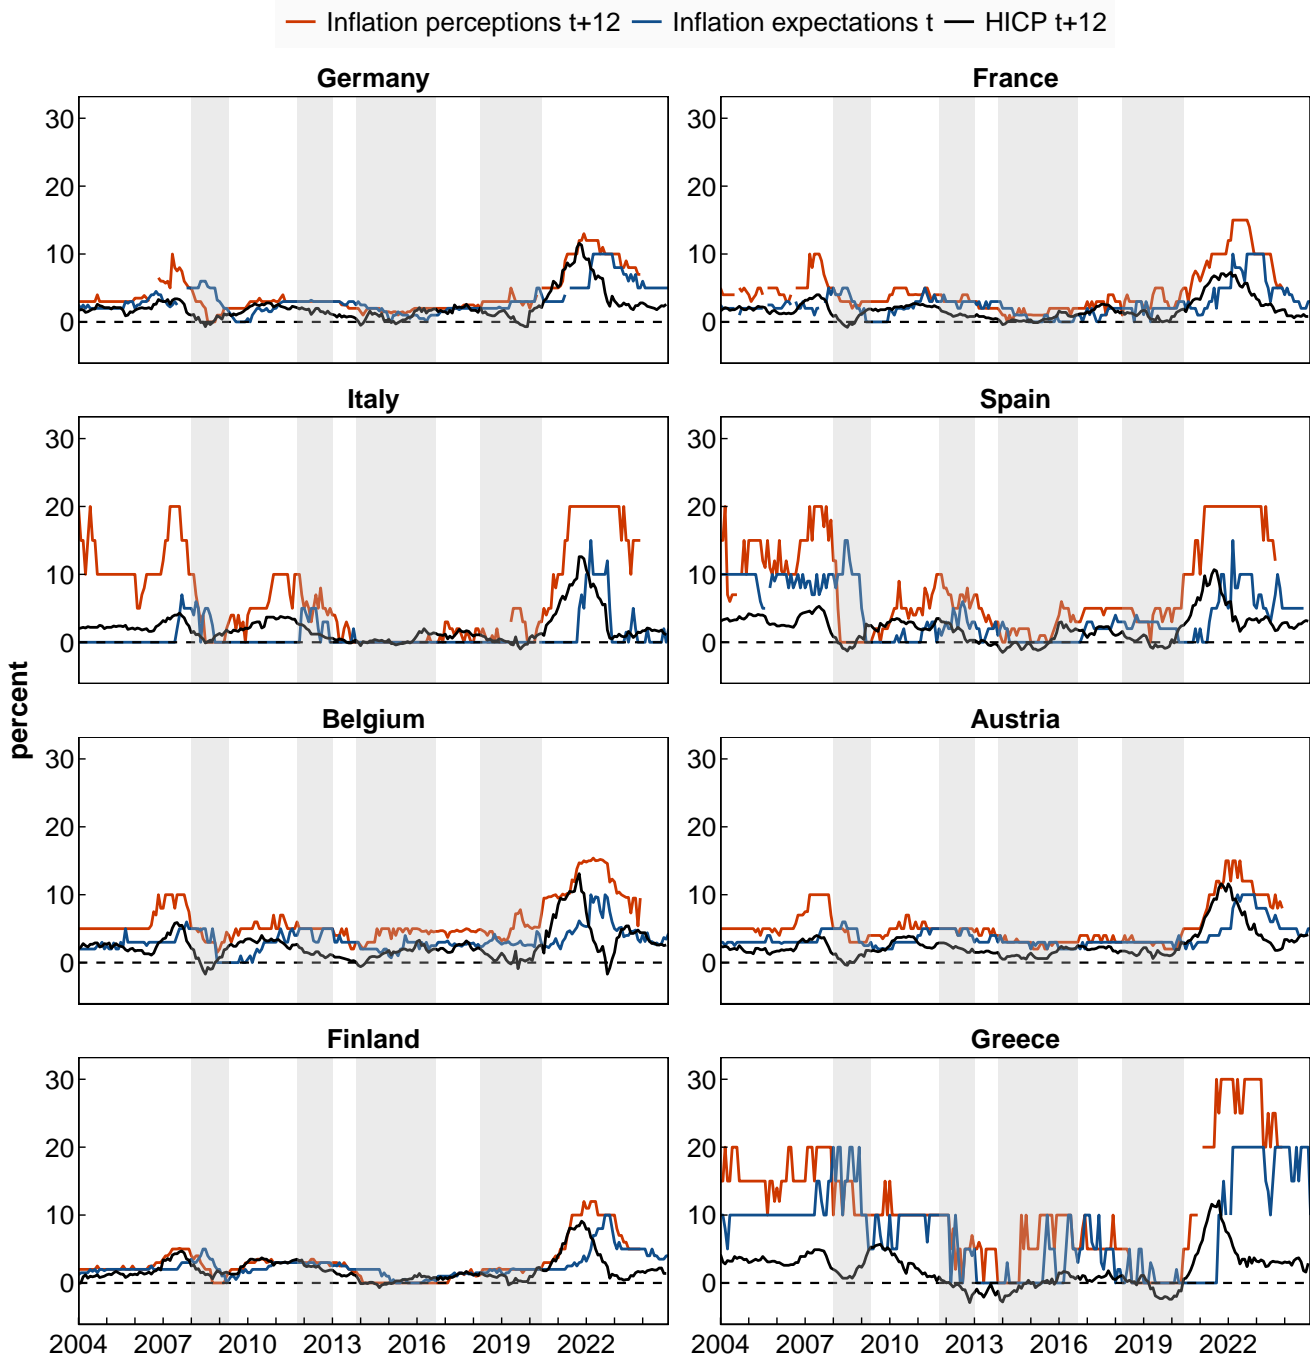 Inflation perceptions t+12 Inflation expectations t HICP t+12
Germany France
30 30
20 20
10 10
0 0
Italy Spain
30 30
20 20
10 10
0 0
percent
Belgium Austria
30 30
20 20
10 10
0 0
Finland Greece
30 30
20 20
10 10
0 0
2004 2007 2010 2013 2016 2019 2022 2004 2007 2010 2013 2016 2019 2022